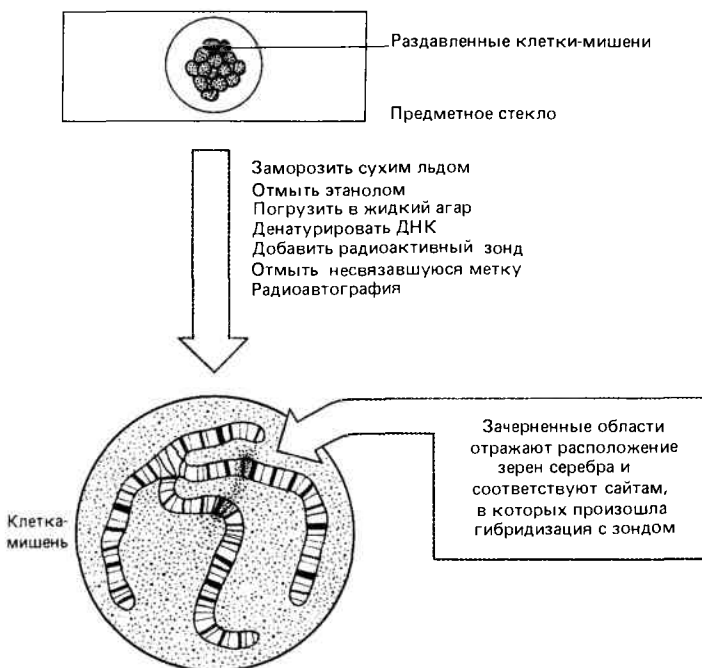 Раздавленные клетки-мишени
Предметное стекло
Заморозить сухим льдом
Отмыть этанолом
Погрузить в жидкий агар
Денатурировать ДНК
Добавить радиоактивный зонд
Отмыть несвязавшуюся метку
Радиоавтография
Зачерненные области
отражают расположение
зерен серебра и
соответствуют сайтам,
в которых произошла
гибридизация с зондом
Клетка-
мишень